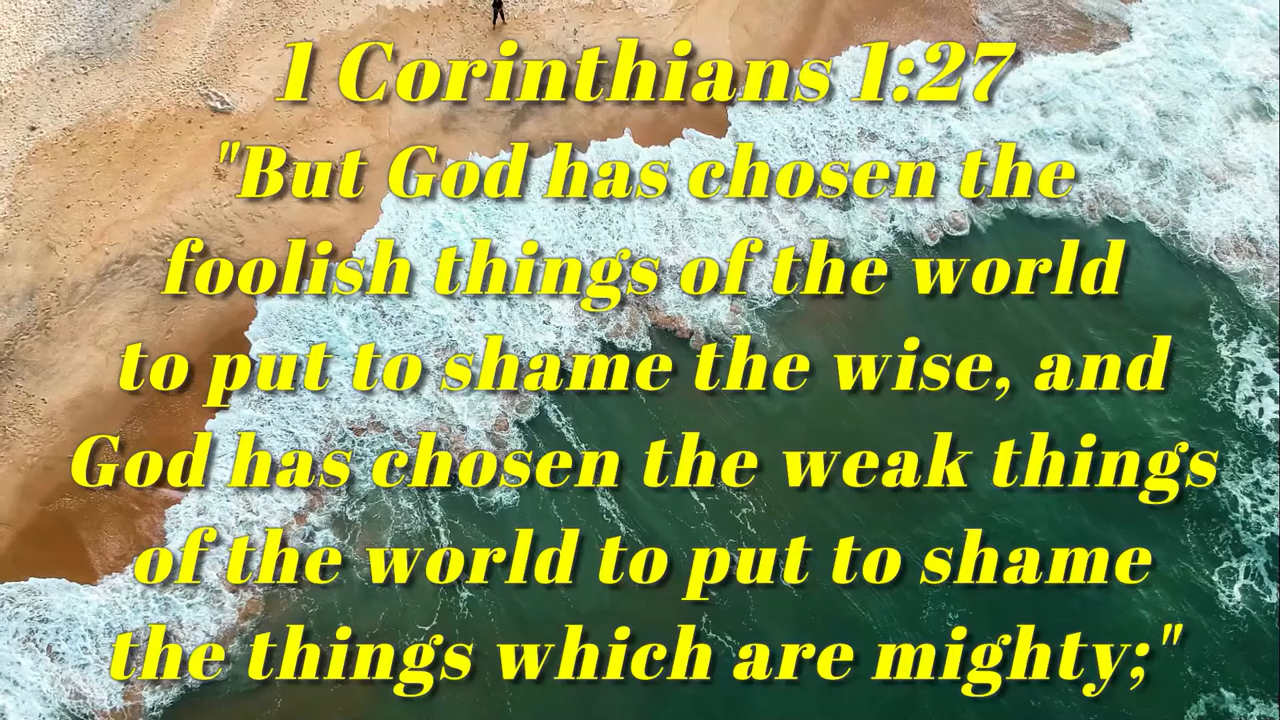 1 Corinthians 1:27
"But God has chosen the
foolish things of the world
to put to shame the wise, and
God has chosen the weak things
of the world to put to shame
the things which are mighty;"